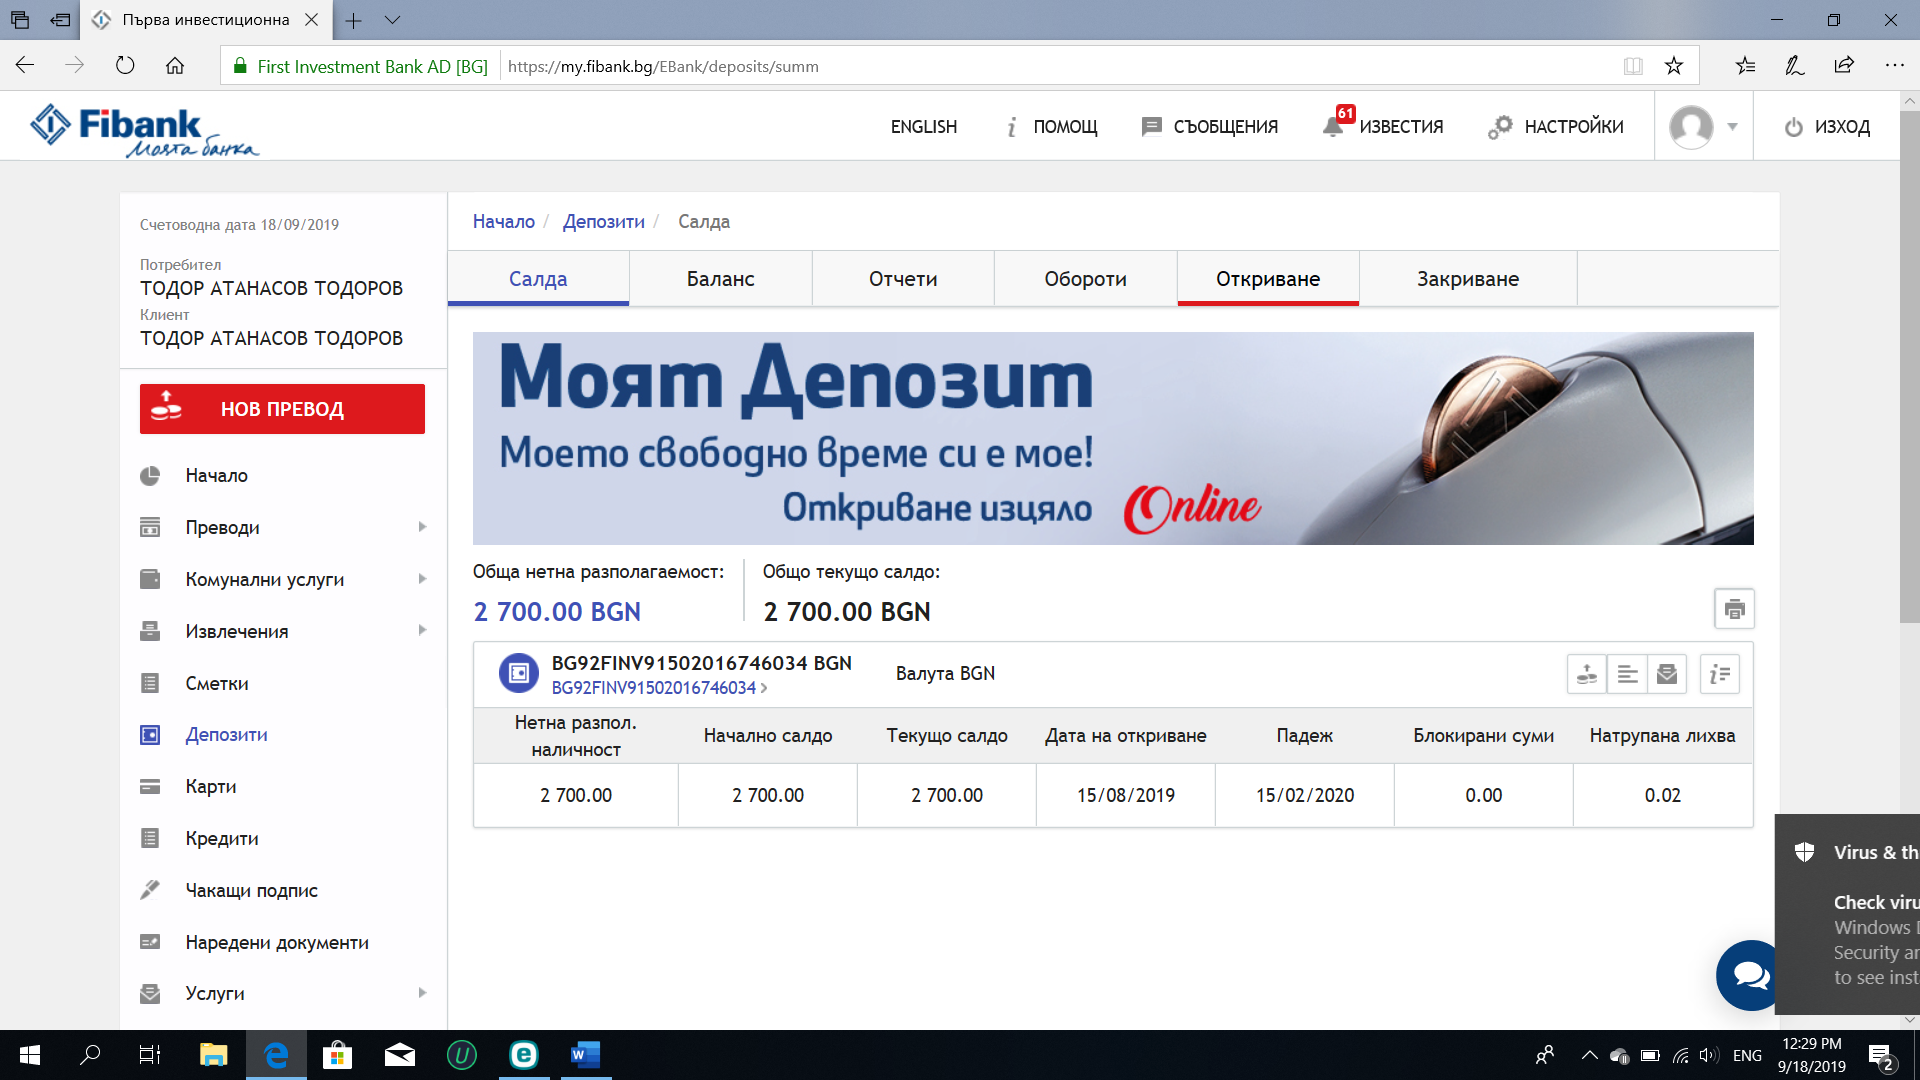 Първа инвестиционна
First Investment Bank AD [BG]
https://my.fibank.bg/EBank/deposits/summ
Fibank
Моята банка
ENGLISH
ПОМОЩ
СЪОБЩЕНИЯ
61
ИЗВЕСТИЯ
НАСТРОЙКИ
ИЗХОД
Счетоводна дата 18/09/2019
Потребител
ТОДОР АТАНАСОВ ТОДОРОВ
Клиент
ТОДОР АТАНАСОВ ТОДОРОВ
НОВ ПРЕВОД
Начало
Преводи
Комунални услуги
Извлечения
Сметки
Депозити
Карти
Кредити
Чакащи подпис
Наредени документи
Услуги
Начало / Депозити / Салда
Салда
Баланс
Отчети
Обороти
Откриване
Закриване
Моят Депозит
Моето свободно време си е мое!
Откриване изцяло Online
Обща нетна разполагаемост:
2 700.00 BGN
Общо текущо салдо:
2 700.00 BGN
BG92FINV91502016746034 BGN
BG92FINV91502016746034
Валута BGN
Нетна разпол.
наличност
Начално салдо
Текущо салдо
Дата на откриване
Падеж
Блокирани суми
Натрупана лихва
2 700.00
2 700.00
2 700.00
15/08/2019
15/02/2020
0.00
0.02
Virus & th
Check viru
Windows D
Security an
to see inst
ENG
12:29 PM
9/18/2019
2